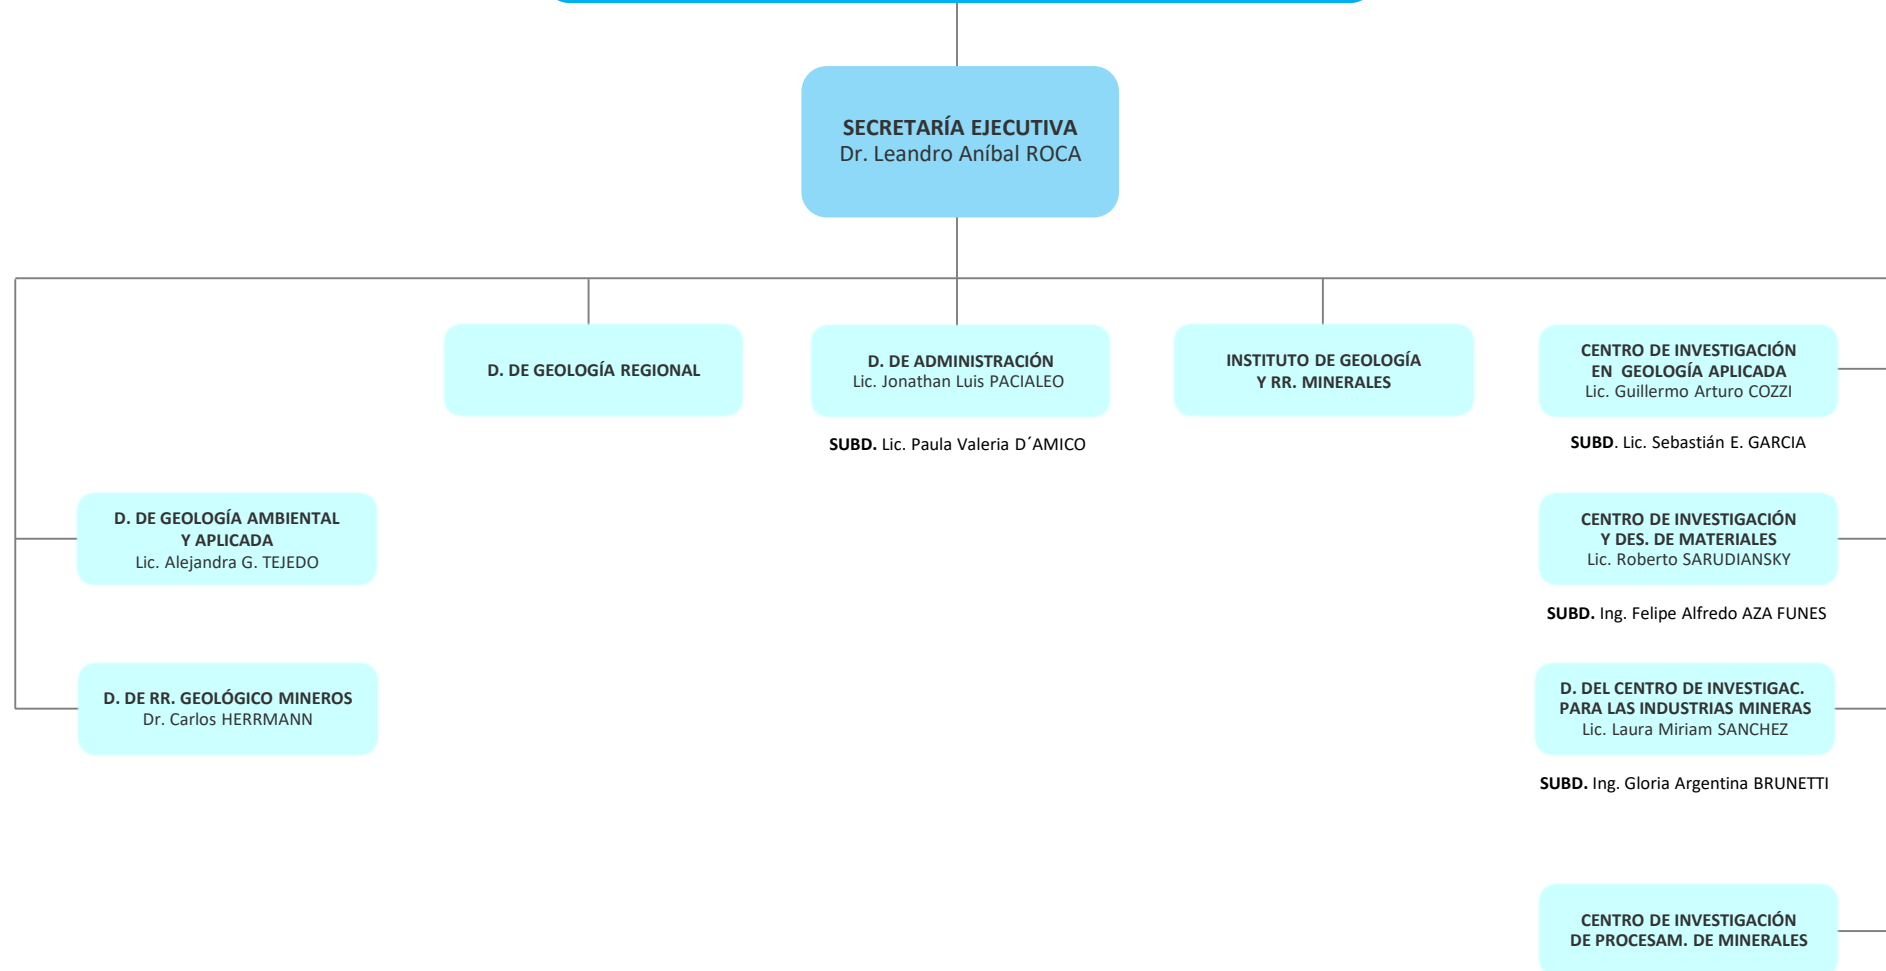 SECRETARÍA EJECUTIVA
Dr. Leandro Aníbal ROCA
D. DE GEOLOGÍA REGIONAL
D. DE ADMINISTRACIÓN
Lic. Jonathan Luis PACIALEO
SUBD. Lic. Paula Valeria D´AMICO
INSTITUTO DE GEOLOGÍA
Y RR. MINERALES
CENTRO DE INVESTIGACIÓN
EN GEOLOGÍA APLICADA
Lic. Guillermo Arturo COZZI
SUBD. Lic. Sebastián E. GARCIA
D. DE GEOLOGÍA AMBIENTAL
Y APLICADA
Lic. Alejandra G. TEJEDO
CENTRO DE INVESTIGACIÓN
Y DES. DE MATERIALES
Lic. Roberto SARUDIANSKY
SUBD. Ing. Felipe Alfredo AZA FUNES
D. DE RR. GEOLÓGICO MINEROS
Dr. Carlos HERRMANN
D. DEL CENTRO DE INVESTIGAC.
PARA LAS INDUSTRIAS MINERAS
Lic. Laura Miriam SANCHEZ
SUBD. Ing. Gloria Argentina BRUNETTI
CENTRO DE INVESTIGACIÓN
DE PROCESAM. DE MINERALES